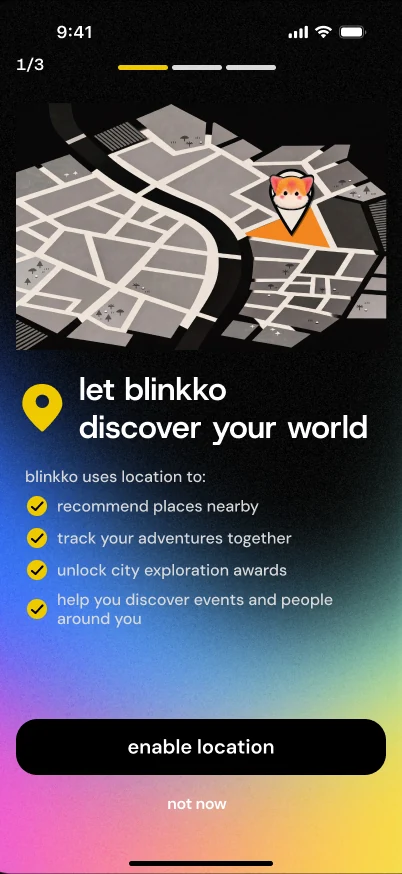 9:41
1/3
let blinkko
discover your world
blinkko uses location to:
recommend places nearby
track your adventures together
unlock city exploration awards
help you discover events and people
around you
enable location
not now